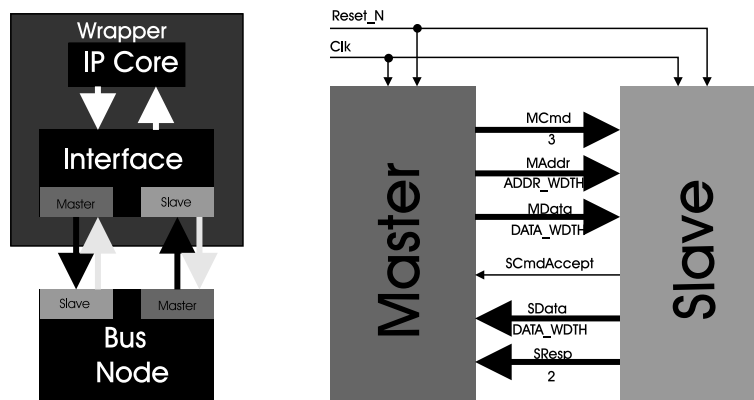 Wrapper
IP Core
Interface
Master
Slave
Slave
Master
Bus
Node
Reset_N
Clk
Master
Slave
MCmd
3
MAddr
ADDR_WDTH
MData
DATA_WDTH
SCmdAccept
SData
DATA_WDTH
SResp
2